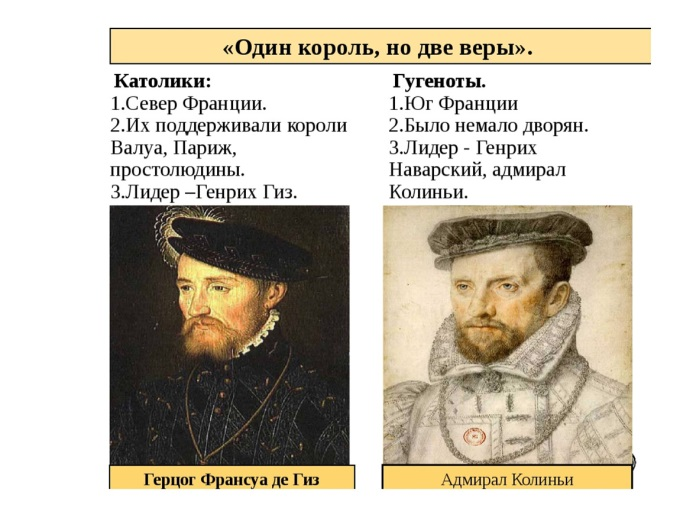 «Один король, но две веры».
Католики:
1.Север Франции.
2.Их поддерживали короли
Валуа, Париж,
простолюдины.
3.Лидер –Генрих Гиз.
Гугеноты.
1.Юг Франции
2.Было немало дворян.
3.Лидер - Генрих
Наварский, адмирал
Колиньи.
Герцог Франсуа де Гиз
Адмирал Колиньи